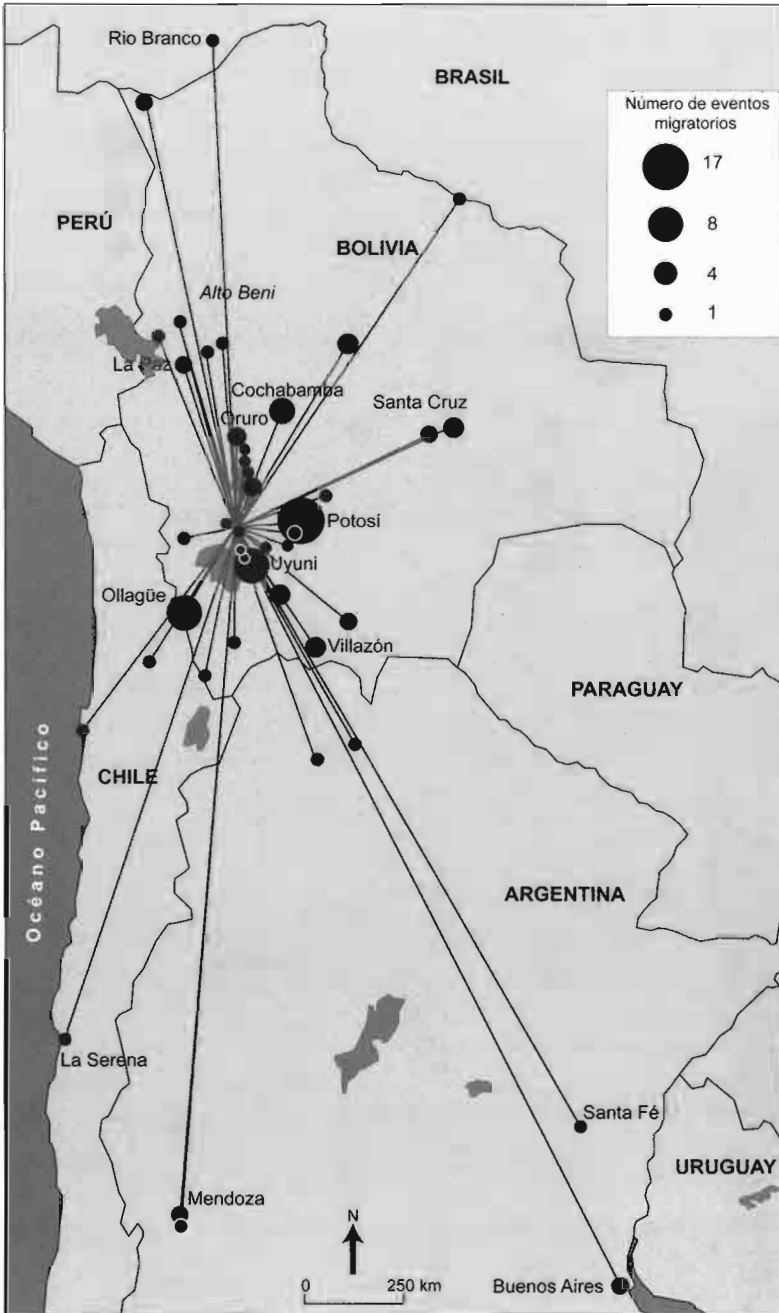 Rio Branco
BRASIL
Número de eventos
migratorios
17
8
4
1
PERÚ
BOLIVIA
Alto Beni
La Paz
Cochabamba
Oruro
Santa Cruz
Potosí
Uyuni
Ollagüe
Villazón
PARAGUAY
CHILE
Océano Pacífico
ARGENTINA
La Serena
Santa Fé
URUGUAY
Mendoza
N
0 250 km
Buenos Aires